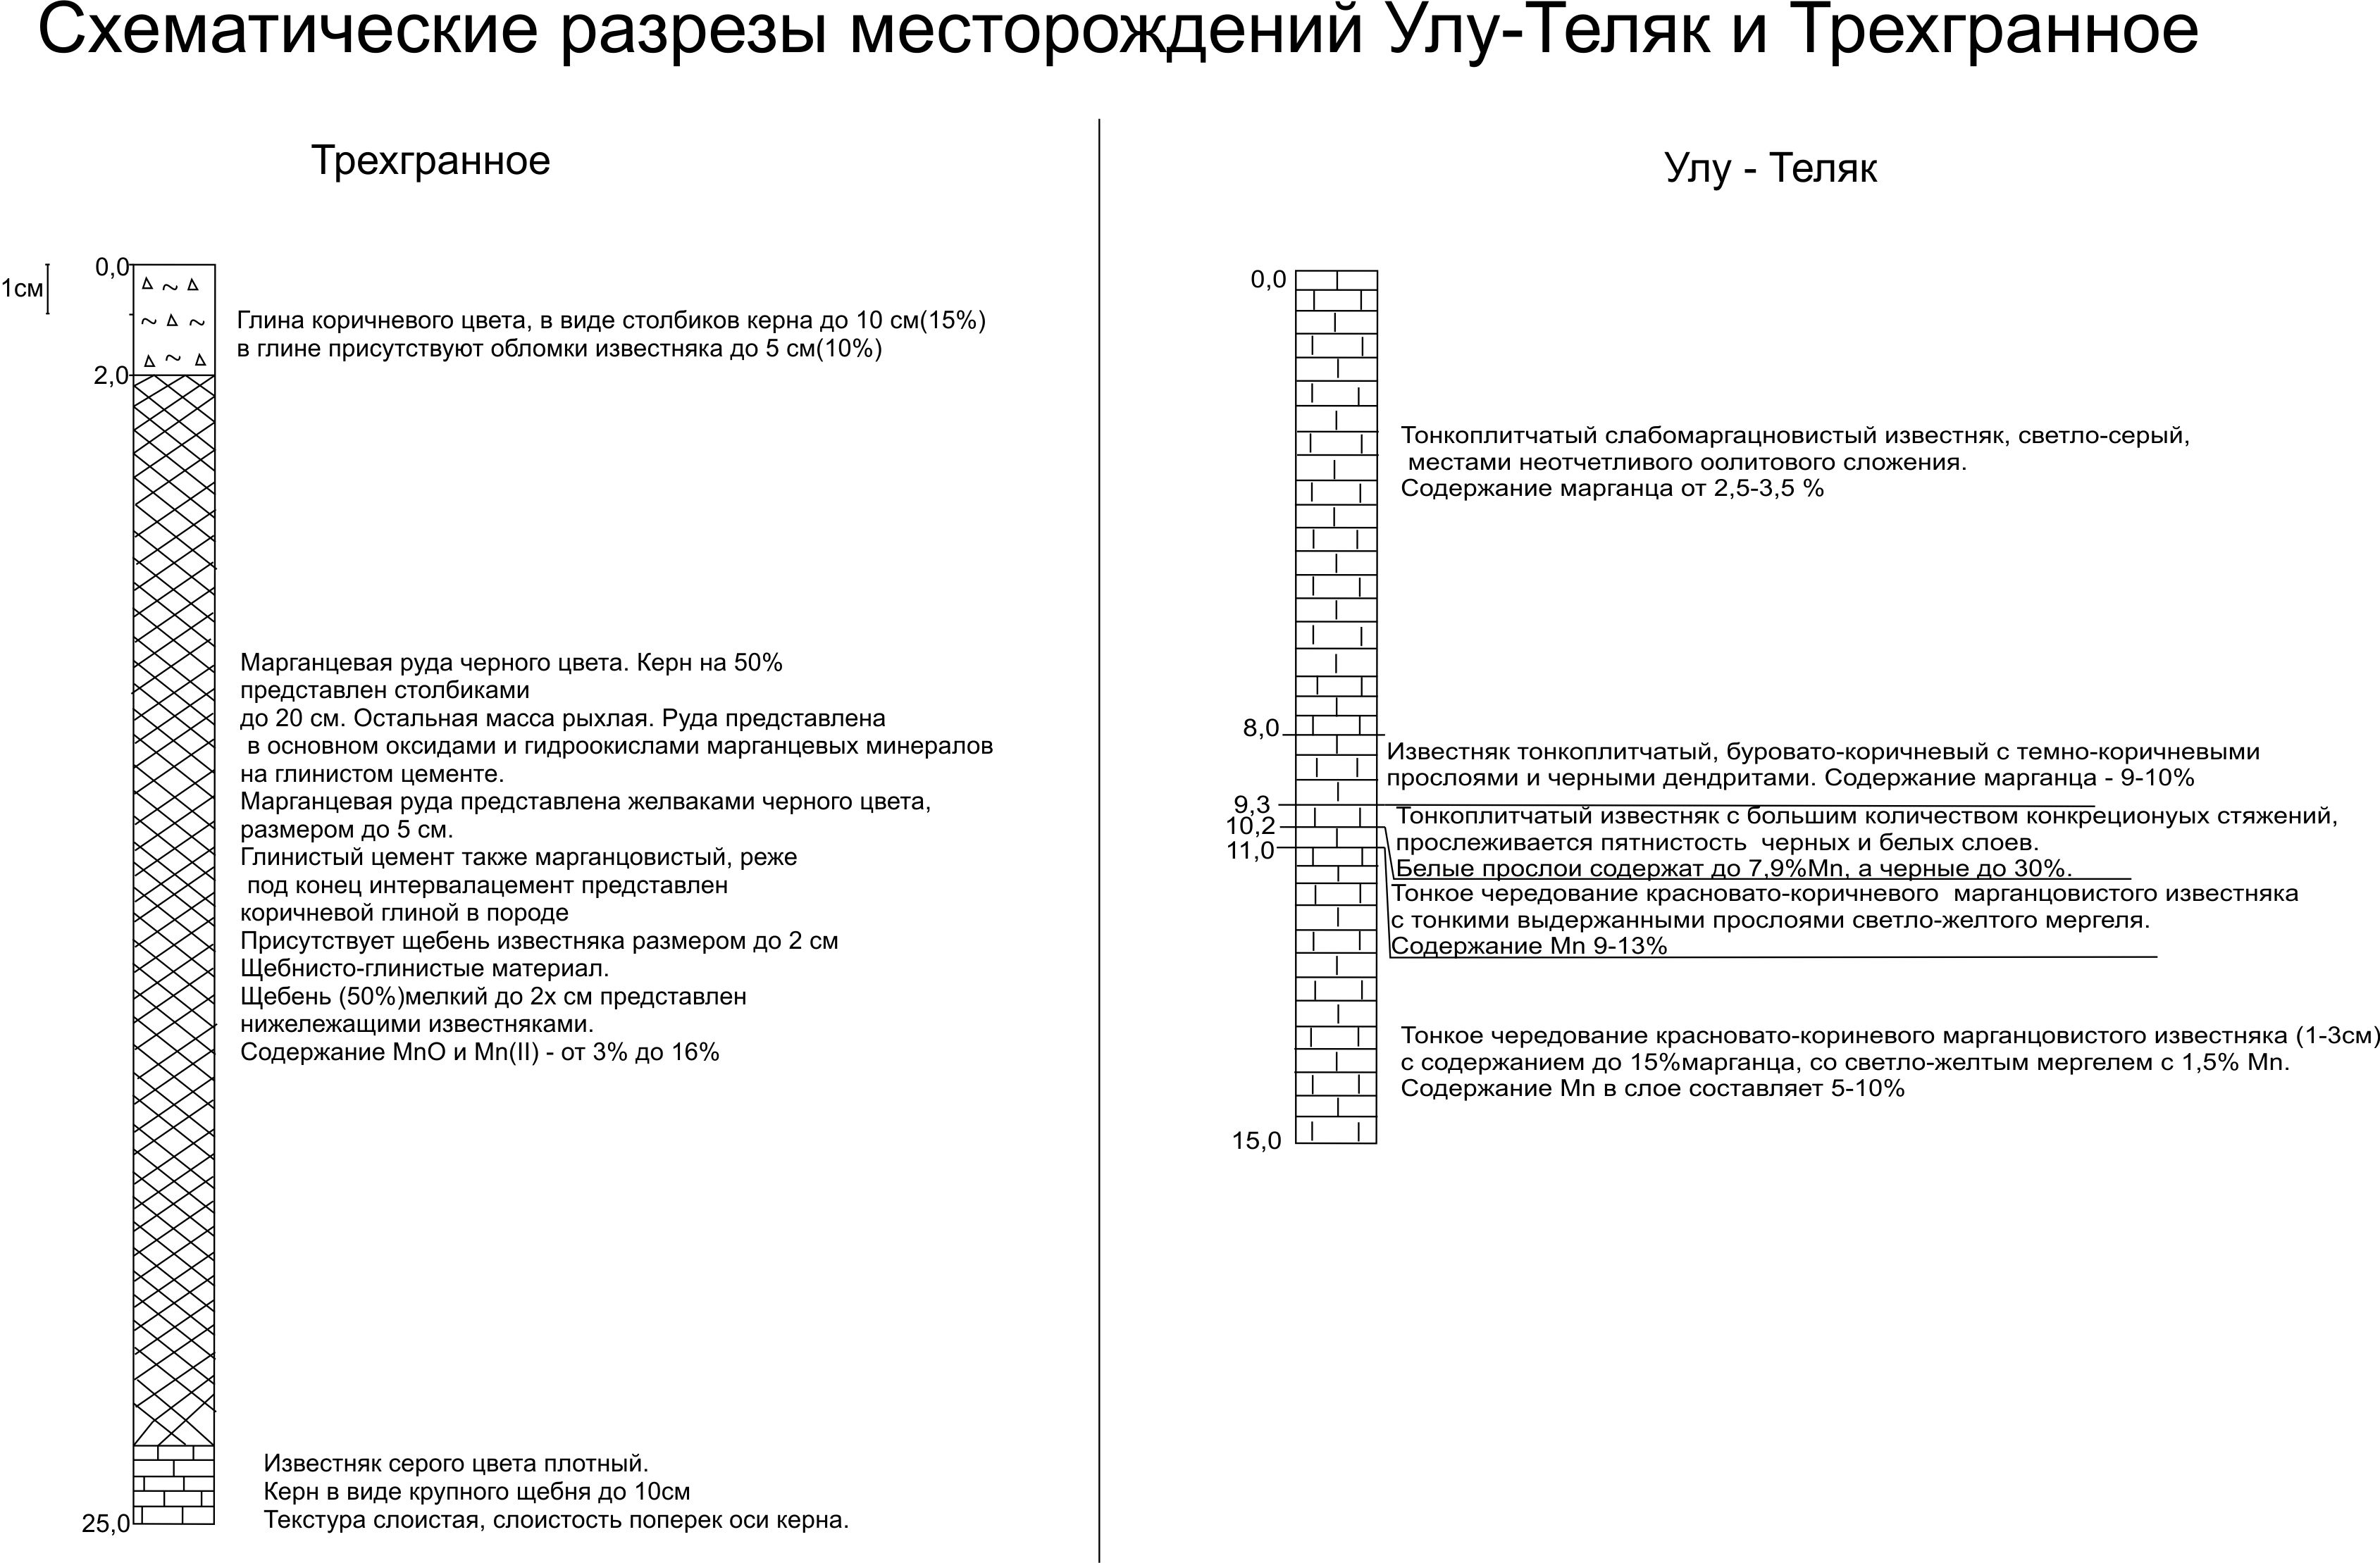 Схематические разрезы месторождений Улу-Теляк и Трехгранное
Трехгранное
1см
0,0
Глина коричневого цвета, в виде столбиков керна до 10 см(15%)
в глине присутствуют обломки известняка до 5 см(10%)
2,0
Марганцевая руда черного цвета. Керн на 50%
представлен столбиками
до 20 см. Остальная масса рыхлая. Руда представлена
в основном оксидами и гидроокислами марганцевых минералов
на глинистом цементе.
Марганцевая руда представлена желваками черного цвета,
размером до 5 см.
Глинистый цемент также марганцовистый, реже
под конец интервалацемент представлен
коричневой глиной в породе
Присутствует щебень известняка размером до 2 см
Щебнисто-глинистые материал.
Щебень (50%)мелкий до 2х см представлен
нижележащими известняками.
Содержание MnO и Mn(II) - от 3% до 16%
Известняк серого цвета плотный.
Керн в виде крупного щебня до 10см
Текстура слоистая, слоистость поперек оси керна.
25,0
Улу - Теляк
0,0
Тонкоплитчатый слабомаргацновистый известняк, светло-серый,
местами неотчетливого оолитового сложения.
Содержание марганца от 2,5-3,5 %
8,0
Известняк тонкоплитчатый, буровато-коричневый с темно-коричневыми
прослоями и черными дендритами. Содержание марганца - 9-10%
9,3
Тонкоплитчатый известняк с большим количеством конкреционуых стяжений,
прослеживается пятнистость черных и белых слоев.
Белые прослои содержат до 7,9%Mn, а черные до 30%.
10,2
Тонкое чередование красновато-коричневого марганцовистого известняка
с тонкими выдержанными прослоями светло-желтого мергеля.
Содержание Mn 9-13%
11,0
Тонкое чередование красновато-кориневого марганцовистого известняка (1-3см)
с содержанием до 15%марганца, со светло-желтым мергелем с 1,5% Mn.
Содержание Mn в слое составляет 5-10%
15,0